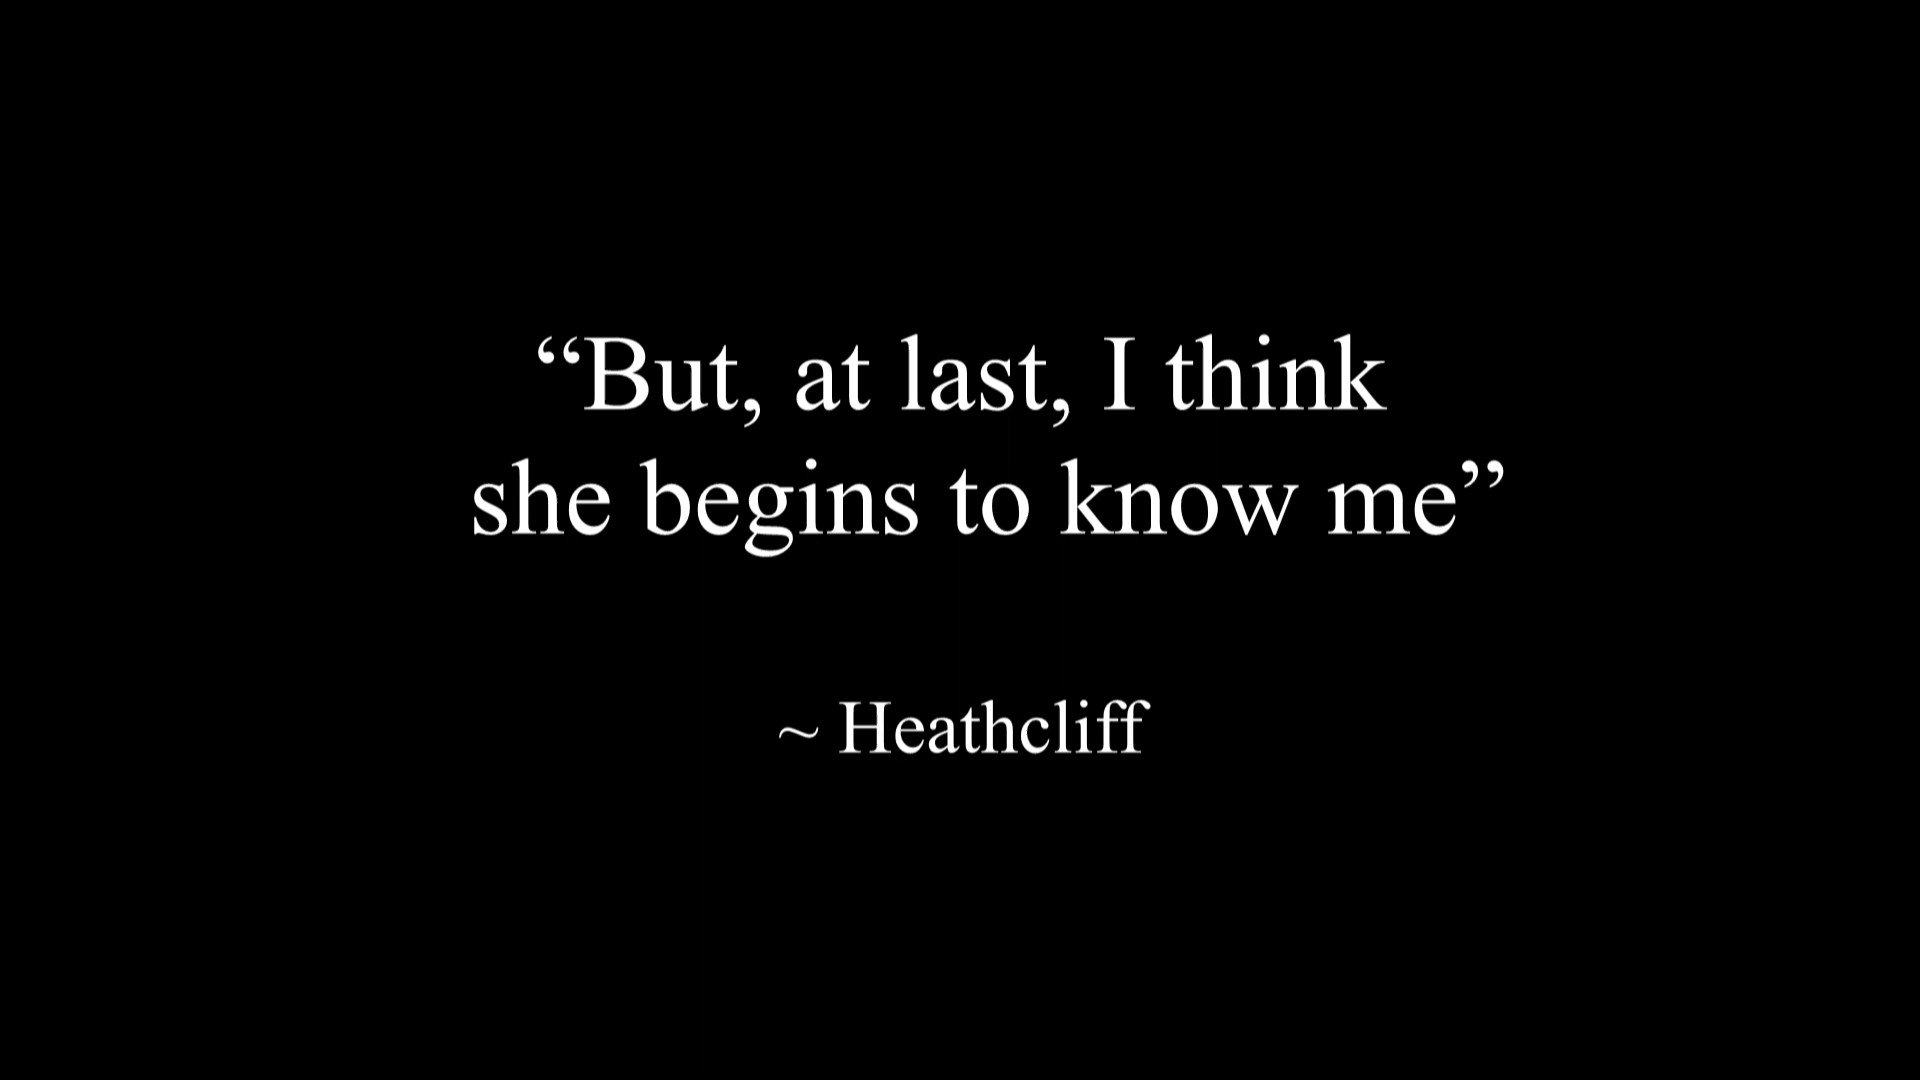 “But, at last, I think
she begins to know me”
~ Heathcliff